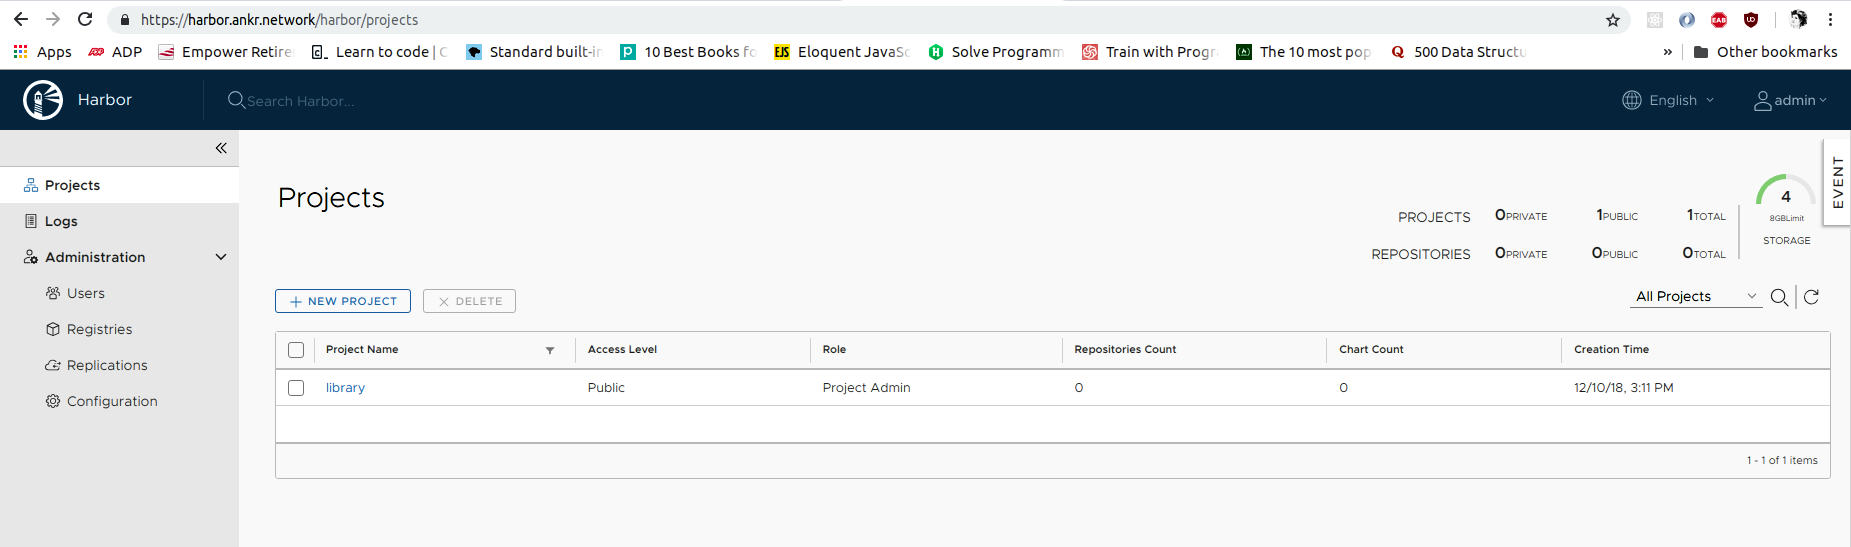 https://harbor.ankr.network/harbor/projects
Apps ADP Empower Retire Learn to code | C Standard built-in 10 Best Books fo Eloquent JavaSc Solve Programm Train with Progr The 10 most pop 500 Data Structu » Other bookmarks
Harbor Search Harbor... English admin
EVENT
Projects
Logs
Administration
Users
Registries
Replications
Configuration
Projects
PROJECTS 0PRIVATE 1PUBLIC 1TOTAL
REPOSITORIES 0PRIVATE 0PUBLIC 0TOTAL
4
8GBLimit
STORAGE
+ NEW PROJECT × DELETE All Projects
Project Name Access Level Role Repositories Count Chart Count Creation Time
library Public Project Admin 0 0 12/10/18, 3:11 PM
1 - 1 of 1 items